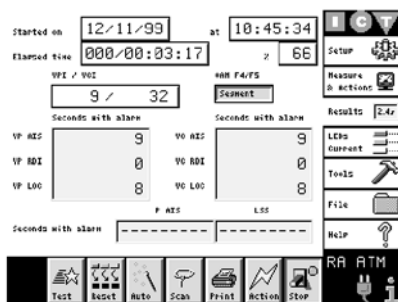 Started on 12/11/99 at 10:45:34
Elapsed time 000/00:03:17 % 66
VPI / VCI OAM F4/F5
9 / 32 Segment
Seconds with alarm Seconds with alarm
VP AIS 9 VC AIS 9
VP RDI 0 VC RDI 0
VP LOC 8 VC LOC 8
P AIS LSS
Seconds with alarm --------- ---------
ICT
Setup
Measure & actions
Results 2.4r
LEDs Current
Tools
File
Help
RA ATM
Test Reset Auto Scan Print Action Stop